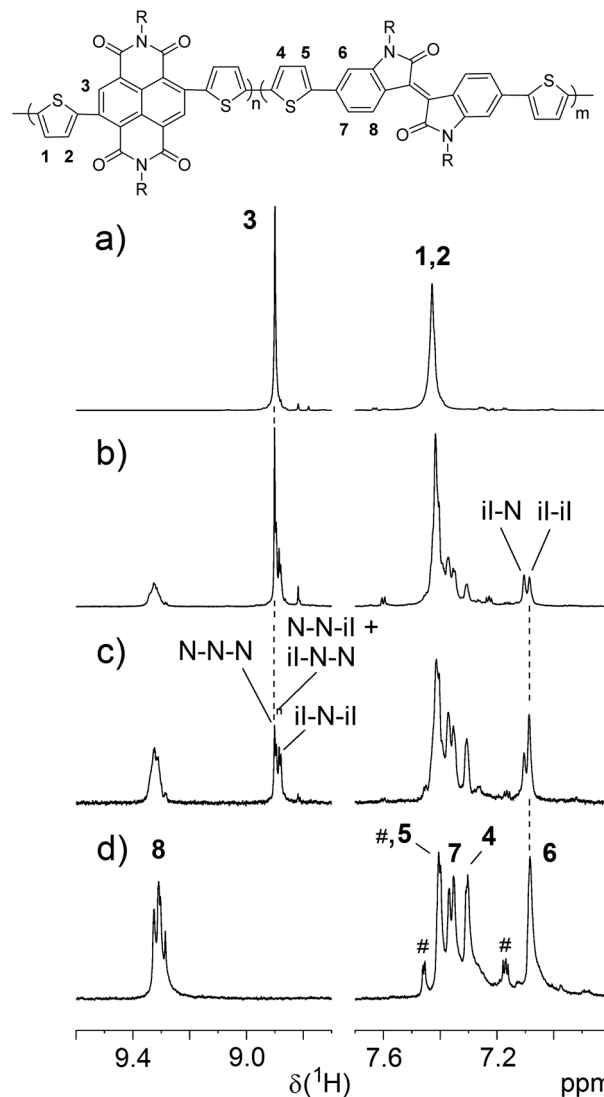 R
N
O
O
R
N
O
4
5
6
3
S
n
S
S
m
S
1
2
7
8
O
N
R
O
O
N
R
a)
3
1,2
b)
iI-N
iI-iI
N-N-iI +
c)
N-N-N
iI-N-N
iI-N-iI
d)
8
#,5
7
4
6
#
#
9.4
9.0
7.6
7.2
δ(¹H)
ppm